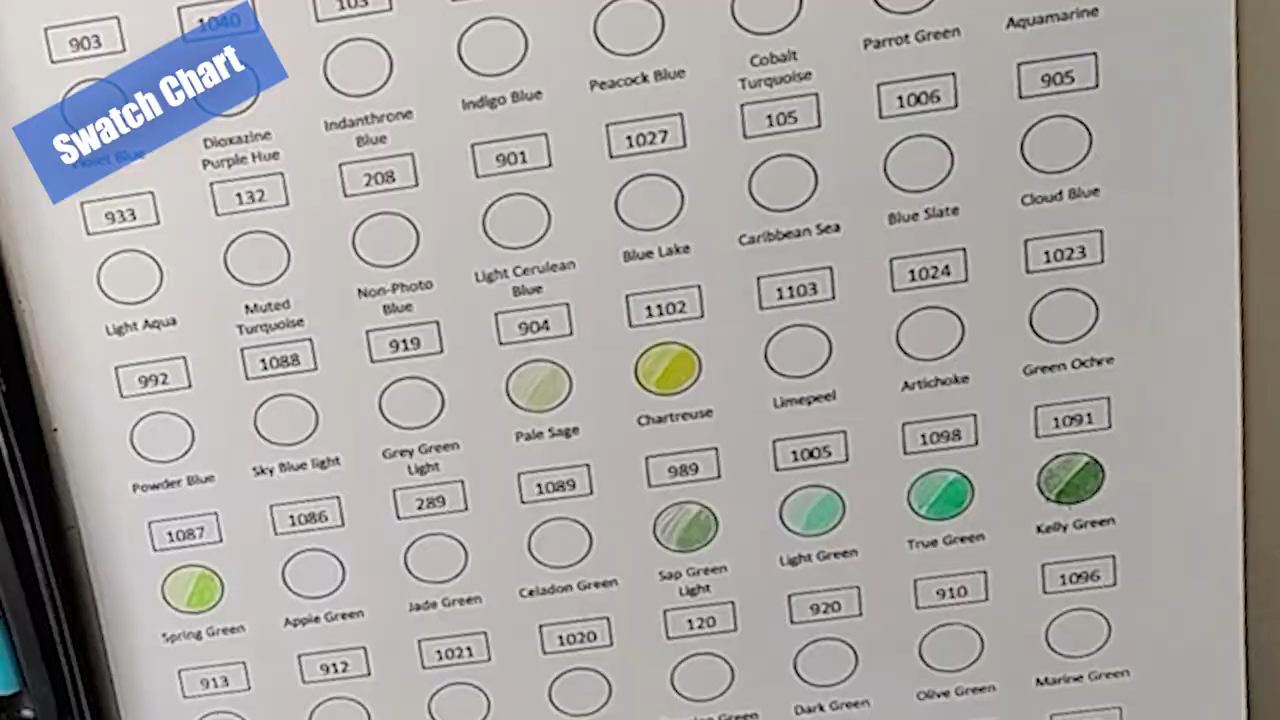 Swatch Chart
903 1040
Violet Blue Dioxazine Indanthrone Indigo Blue Peacock Blue Cobalt Parrot Green Aquamarine
Purple Hue Blue Turquoise
933 132 208 901 1027 105 1006 905
Light Aqua Muted Non-Photo Light Cerulean Blue Lake Caribbean Sea Blue Slate Cloud Blue
Turquoise Blue Blue
992 1088 919 904 1102 1103 1024 1023
Powder Blue Sky Blue light Grey Green Pale Sage Chartreuse Limepeel Artichoke Green Ochre
Light
1087 1086 289 1089 989 1005 1098 1091
Spring Green Apple Green Jade Green Celadon Green Sap Green Light Green True Green Kelly Green
Light
913 912 1021 1020 120 920 910 1096
Green Dark Green Olive Green Marine Green